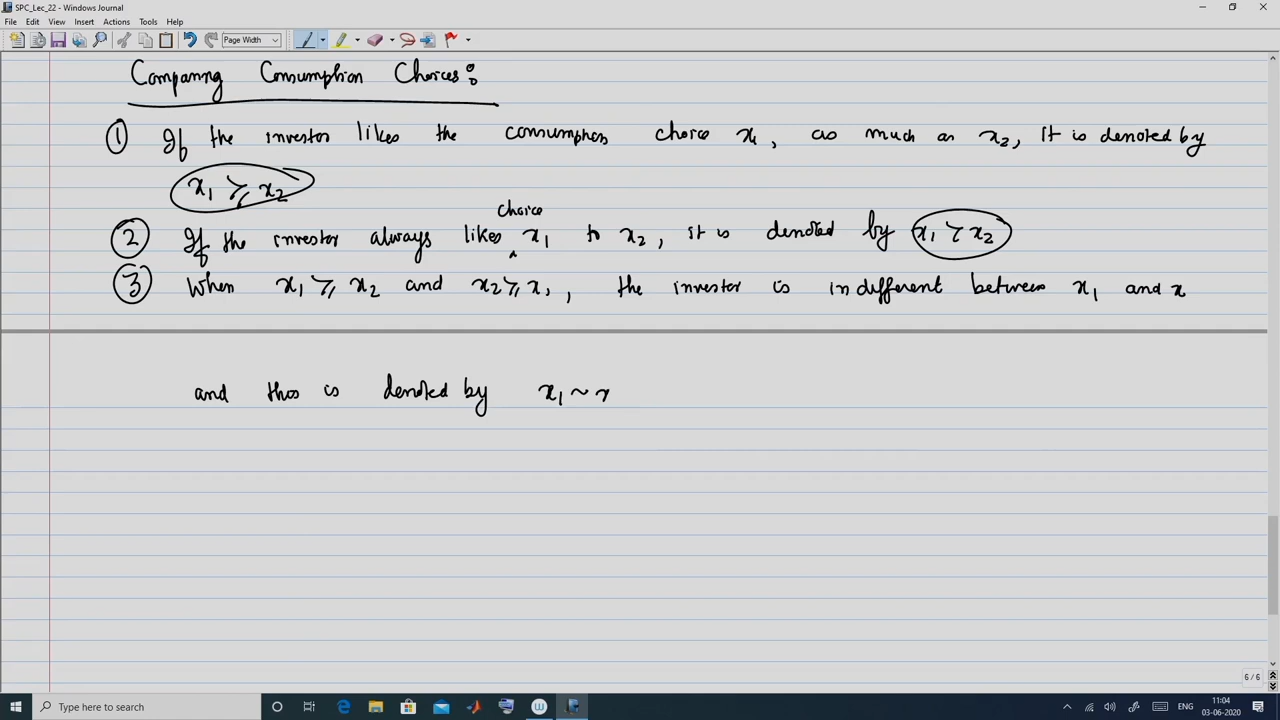 SPC_Lec_22 - Windows Journal
File Edit View Insert Actions Tools Help
Page Width
Comparing Consumption Choices:
① If the investor likes the consumption choice x1, as much as x2, it is denoted by
x1 ≽ x2
choice
② If the investor always likes ^ x1 to x2, it is denoted by x1 ≻ x2
③ When x1 ≽ x2 and x2 ≽ x1, the investor is indifferent between x1 and x
and this is denoted by x1 ~ x
6 / 6
Type here to search
ENG
11:04
03-06-2020